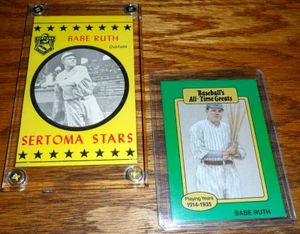 BABE RUTH
Outfield
SERTOMA STARS
Baseball's
All-Time Greats
Playing Years
1914-1935
BABE RUTH